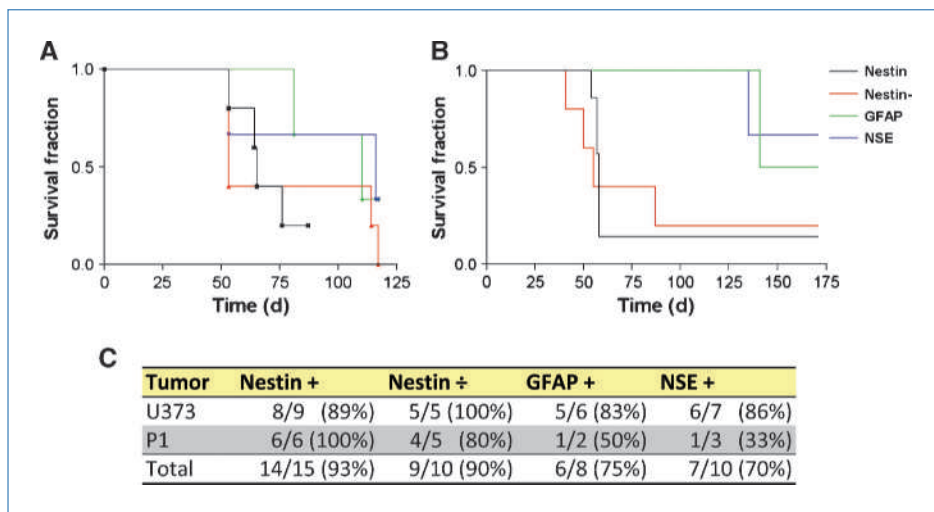 A
B
1.0
0.5
0.0
Survival fraction
0 25 50 75 100 125
Time (d)
1.0
0.5
0.0
Survival fraction
0 25 50 75 100 125 150 175
Time (d)
Nestin
Nestin-
GFAP
NSE
C
Tumor Nestin + Nestin ÷ GFAP + NSE +
U373 8/9 (89%) 5/5 (100%) 5/6 (83%) 6/7 (86%)
P1 6/6 (100%) 4/5 (80%) 1/2 (50%) 1/3 (33%)
Total 14/15 (93%) 9/10 (90%) 6/8 (75%) 7/10 (70%)